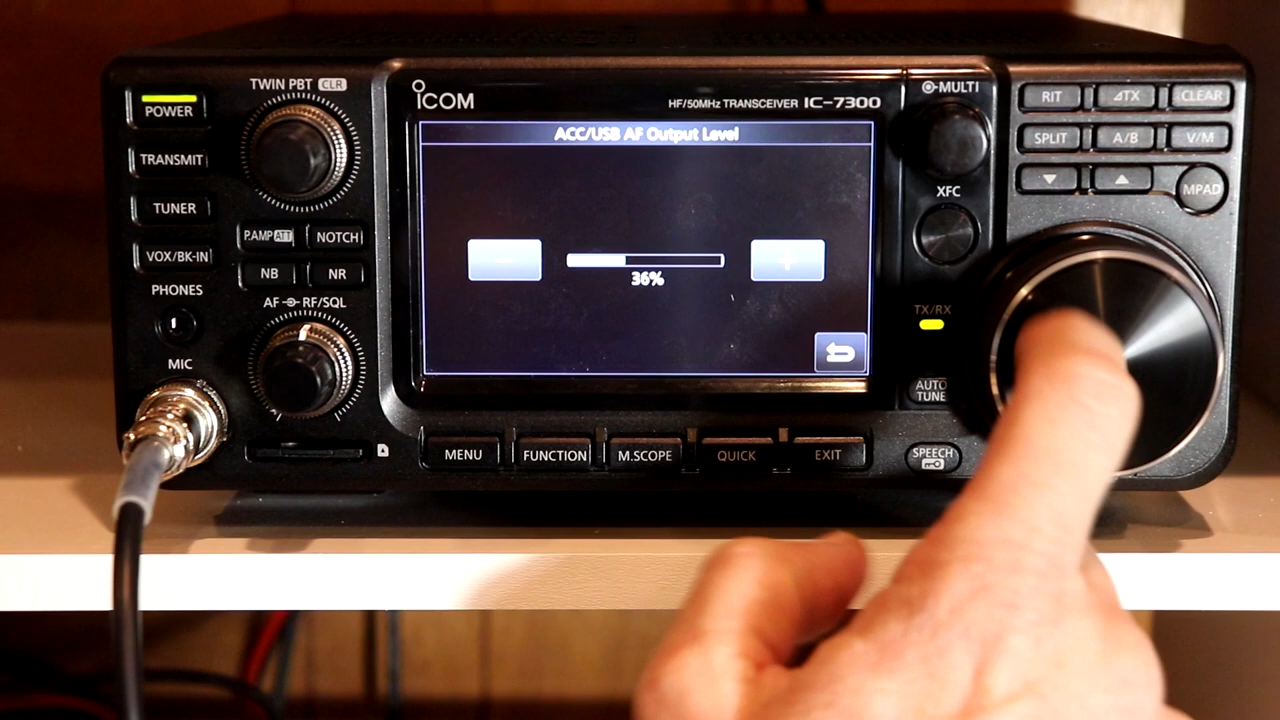 TWIN PBT CLR
POWER
TRANSMIT
TUNER
VOX/BK-IN
P.AMP ATT
NOTCH
NB
NR
PHONES
AF RF/SQL
MIC
ICOM
HF/50MHz TRANSCEIVER IC-7300
ACC/USB AF Output Level
−
+
36%
MENU
FUNCTION
M.SCOPE
QUICK
EXIT
MULTI
XFC
TX/RX
AUTO
TUNE
SPEECH
RIT
⊿TX
CLEAR
SPLIT
A/B
V/M
MPAD